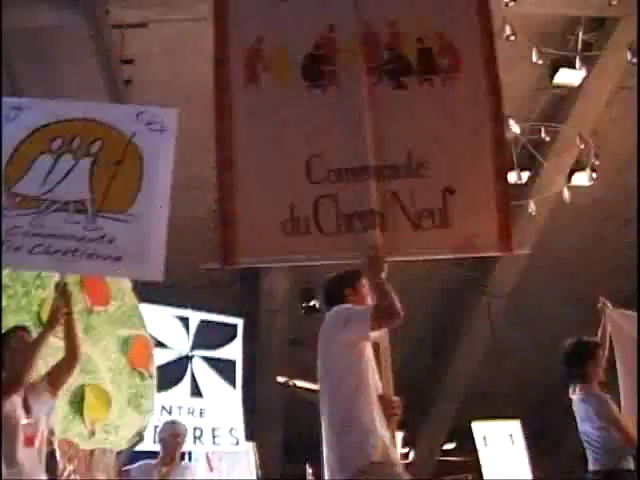 Communauté
du Chemin Neuf
Communauté
Vie Chrétienne
NTRE
RES